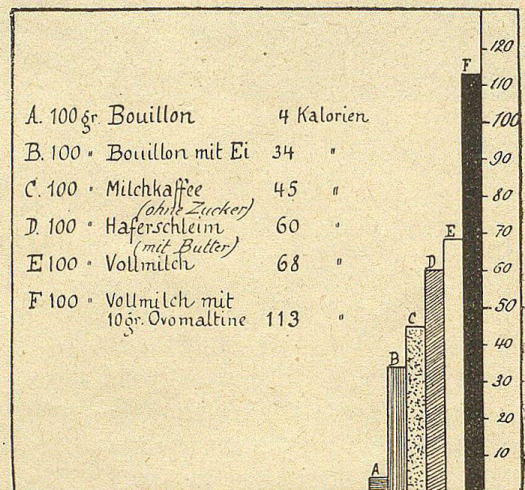 A. 100 gr. Bouillon 4 Kalorien
B. 100 " Bouillon mit Ei 34 "
C. 100 " Milchkaffee 45 "
(ohne Zucker)
D. 100 " Haferschleim 60 "
(mit Butter)
E 100 " Vollmilch 68 "
F 100 " Vollmilch mit
10gr. Ovomaltine 113 "
A
B
C
D
E
F
120
110
100
90
80
70
60
50
40
30
20
10